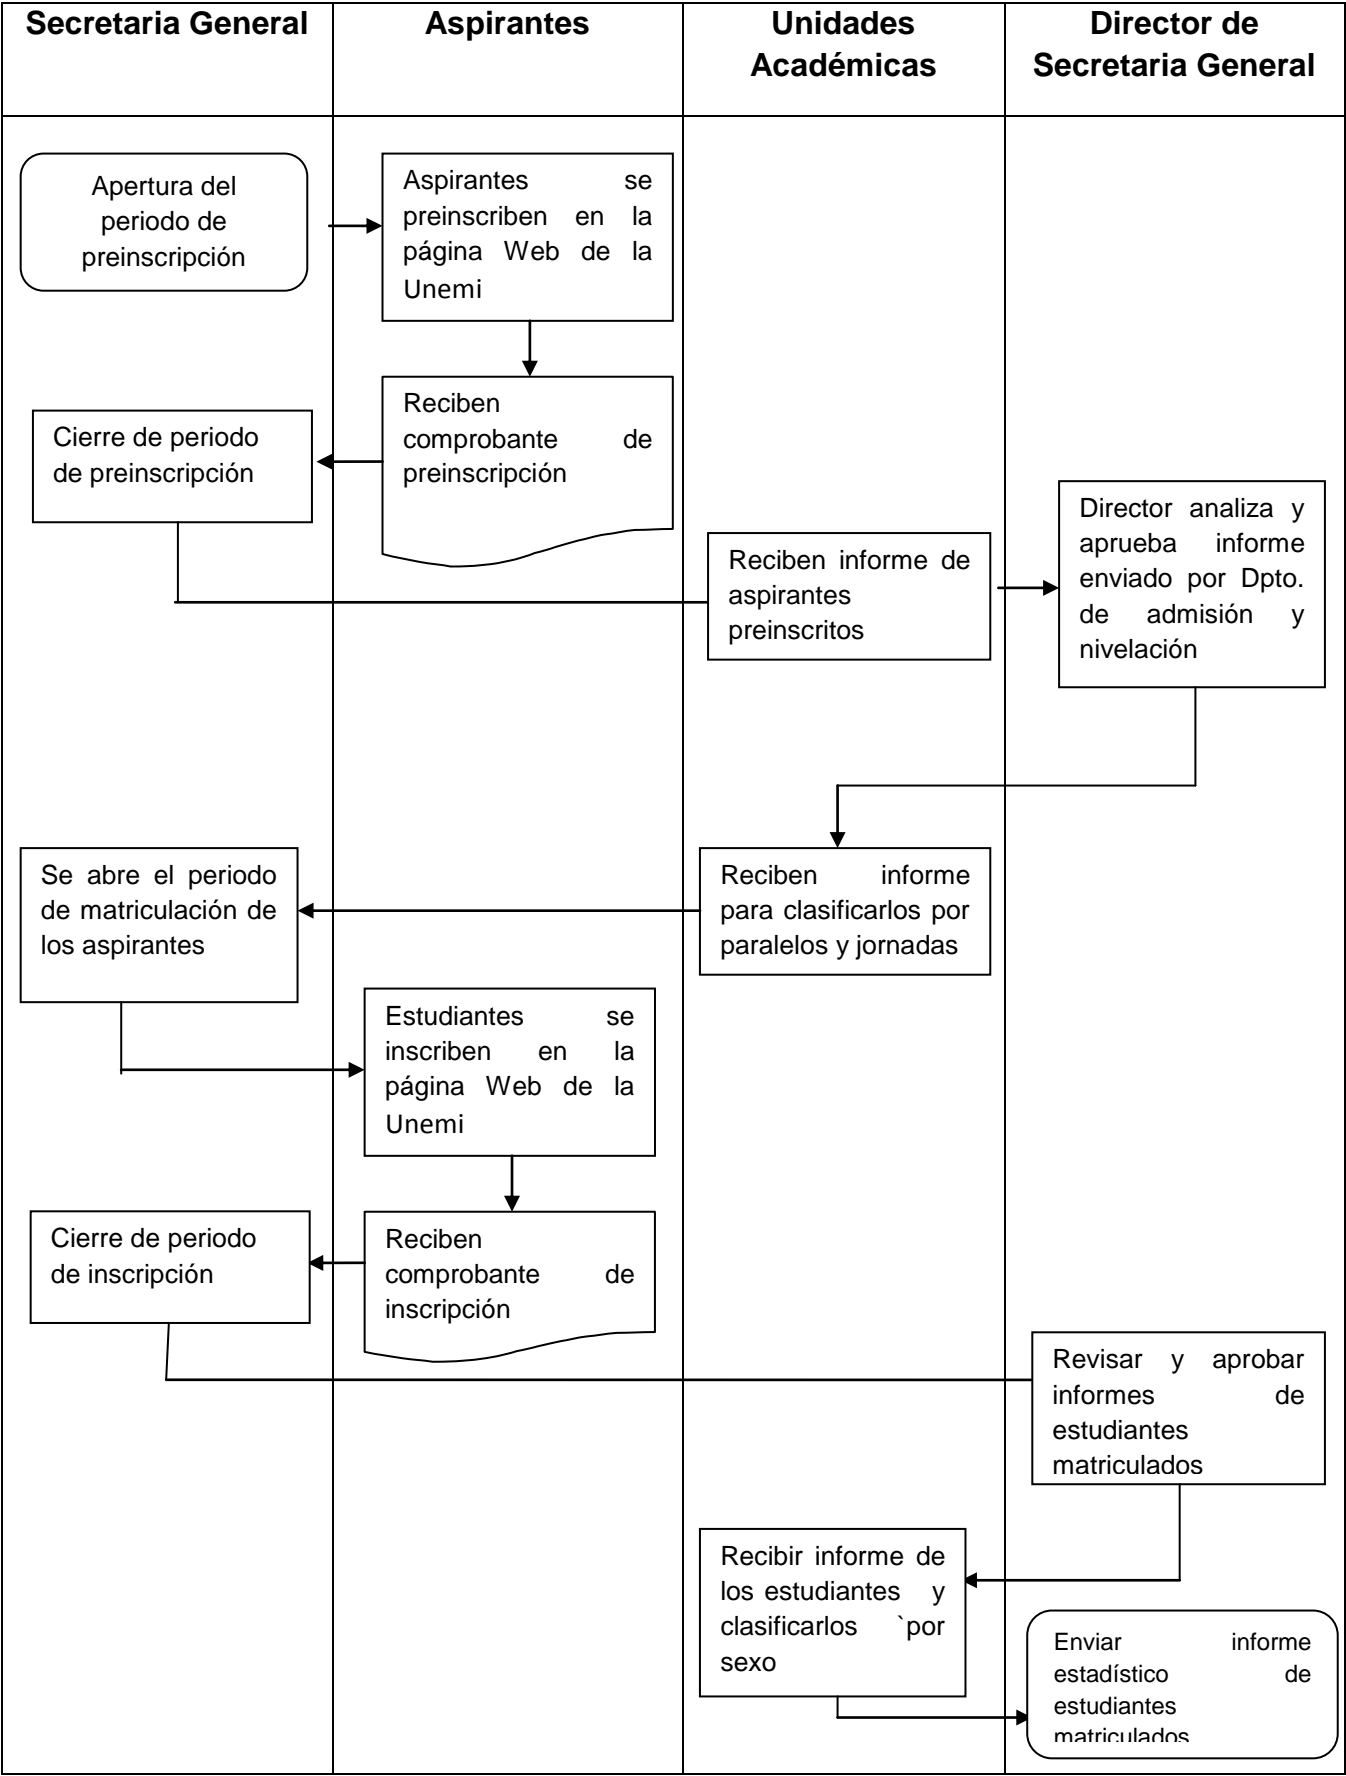 Secretaria General
Aspirantes
Unidades
Académicas
Director de
Secretaria General
Apertura del
periodo de
preinscripción
Aspirantes se
preinscriben en la
página Web de la
Unemi
Reciben
comprobante de
preinscripción
Cierre de periodo
de preinscripción
Reciben informe de
aspirantes
preinscritos
Director analiza y
aprueba informe
enviado por Dpto.
de admisión y
nivelación
Reciben informe
para clasificarlos por
paralelos y jornadas
Se abre el periodo
de matriculación de
los aspirantes
Estudiantes se
inscriben en la
página Web de la
Unemi
Reciben
comprobante de
inscripción
Cierre de periodo
de inscripción
Revisar y aprobar
informes de
estudiantes
matriculados
Recibir informe de
los estudiantes y
clasificarlos `por
sexo
Enviar informe
estadístico de
estudiantes
matriculados